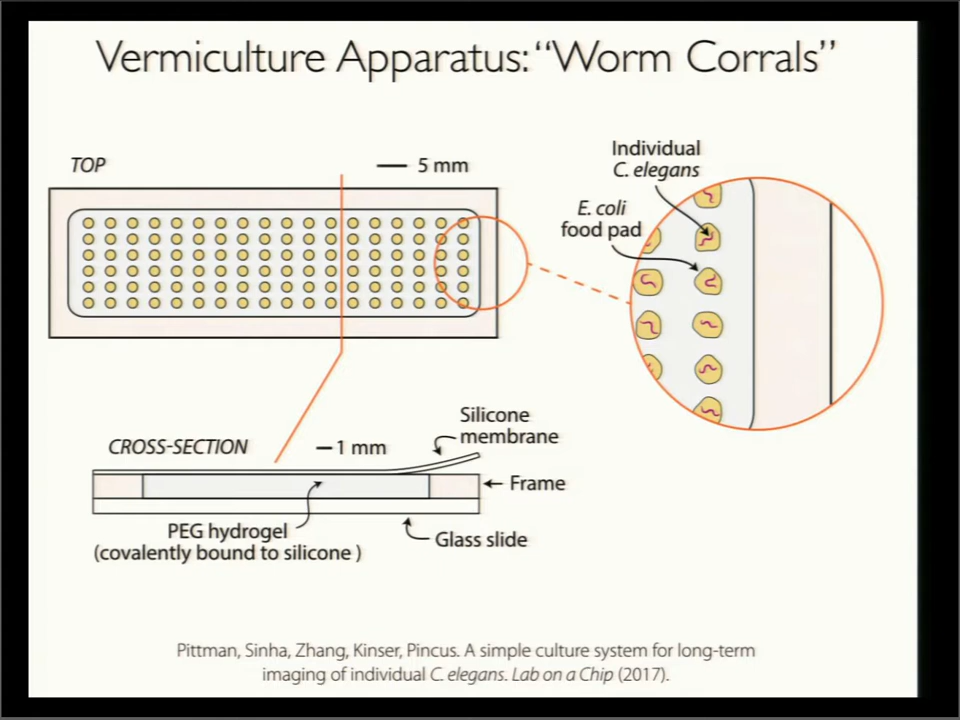 Vermiculture Apparatus: “Worm Corrals”
TOP
5 mm
Individual
C. elegans
E. coli
food pad
CROSS-SECTION
1 mm
Silicone
membrane
Frame
PEG hydrogel
(covalently bound to silicone )
Glass slide
Pittman, Sinha, Zhang, Kinser, Pincus. A simple culture system for long-term
imaging of individual C. elegans. Lab on a Chip (2017).